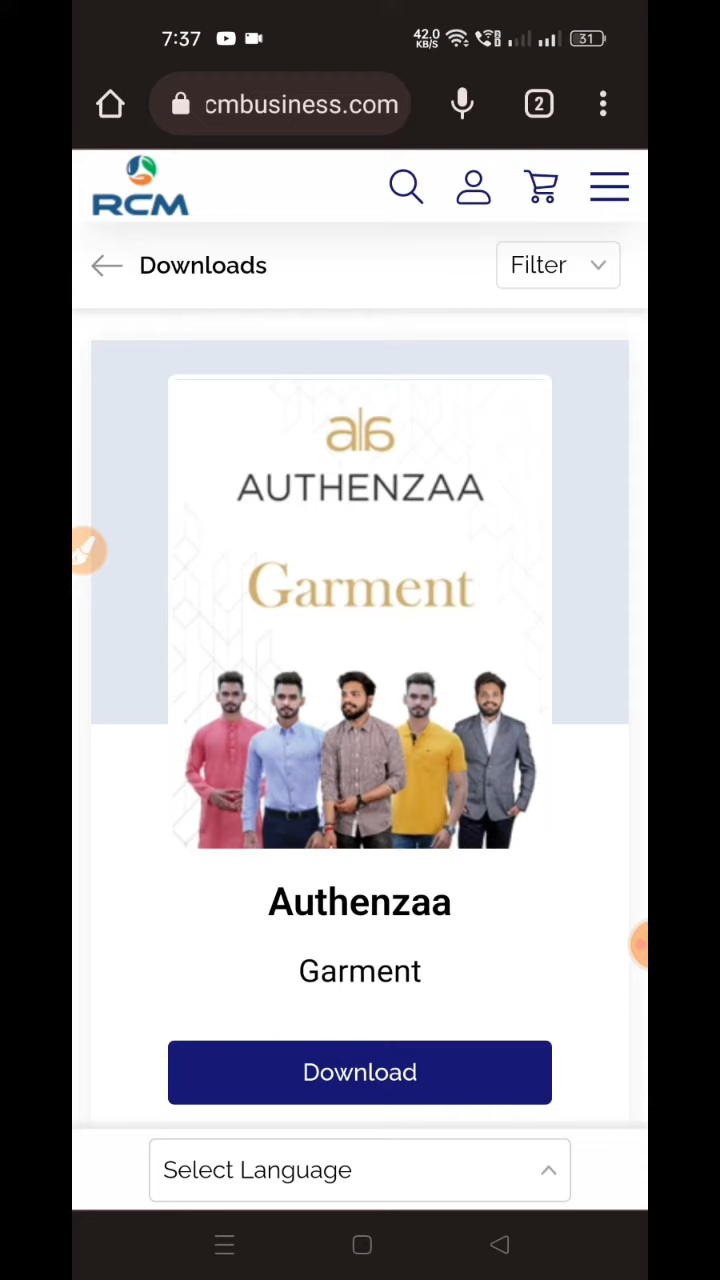 7:37
42.0
KB/S
31
cmbusiness.com
2
RCM
Downloads
Filter
AUTHENZAA
Garment
Authenzaa
Garment
Download
Select Language